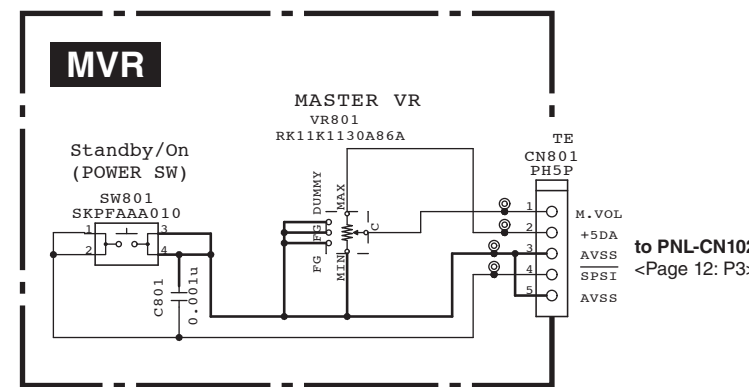 MVR
MASTER VR
VR801
RK11K1130A86A
Standby/On
(POWER SW)
SW801
SKPFAAA010
1
3
2
4
C801
0.001u
DUMMY
FG
FG
MAX
MIN
C
TE
CN801
PH5P
1
M.VOL
2
+5DA
3
AVSS
4
SPSI
5
AVSS
to PNL-CN102
<Page 12: P3>